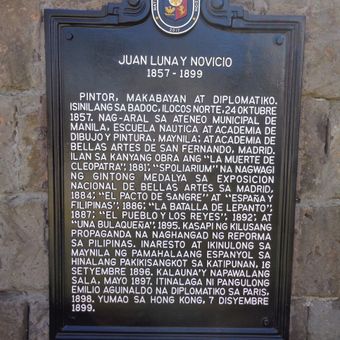 JUAN LUNA Y NOVICIO
1857 - 1899
PINTOR, MAKABAYAN AT DIPLOMATIKO.
ISINILANG SA BADOC, ILOCOS NORTE, 24 OKTUBRE
1857. NAG-ARAL SA ATENEO MUNICIPAL DE
MANILA, ESCUELA NAUTICA AT ACADEMIA DE
DIBUJO Y PINTURA, MAYNILA; AT ACADEMIA DE
BELLAS ARTES DE SAN FERNANDO, MADRID.
ILAN SA KANYANG OBRA ANG "LA MUERTE DE
CLEOPATRA", 1881; "SPOLIARIUM" NA NAGWAGI
NG GINTONG MEDALYA SA EXPOSICION
NACIONAL DE BELLAS ARTES SA MADRID,
1884; "EL PACTO DE SANGRE" AT "ESPAÑA Y
FILIPINAS", 1886; "LA BATALLA DE LEPANTO",
1887; "EL PUEBLO Y LOS REYES", 1892; AT
"UNA BULAQUEÑA", 1895. KASAPI NG KILUSANG
PROPAGANDA NA NAGHANGAD NG REPORMA
SA PILIPINAS. INARESTO AT IKINULONG SA
MAYNILA NG PAMAHALAANG ESPANYOL SA
HINALANG PAKIKISANGKOT SA KATIPUNAN, 16
SETYEMBRE 1896. KALAUNA'Y NAPAWALANG
SALA, MAYO 1897. ITINALAGA NI PANGULONG
EMILIO AGUINALDO NA DIPLOMATIKO SA PARIS,
1898. YUMAO SA HONG KONG, 7 DISYEMBRE
1899.